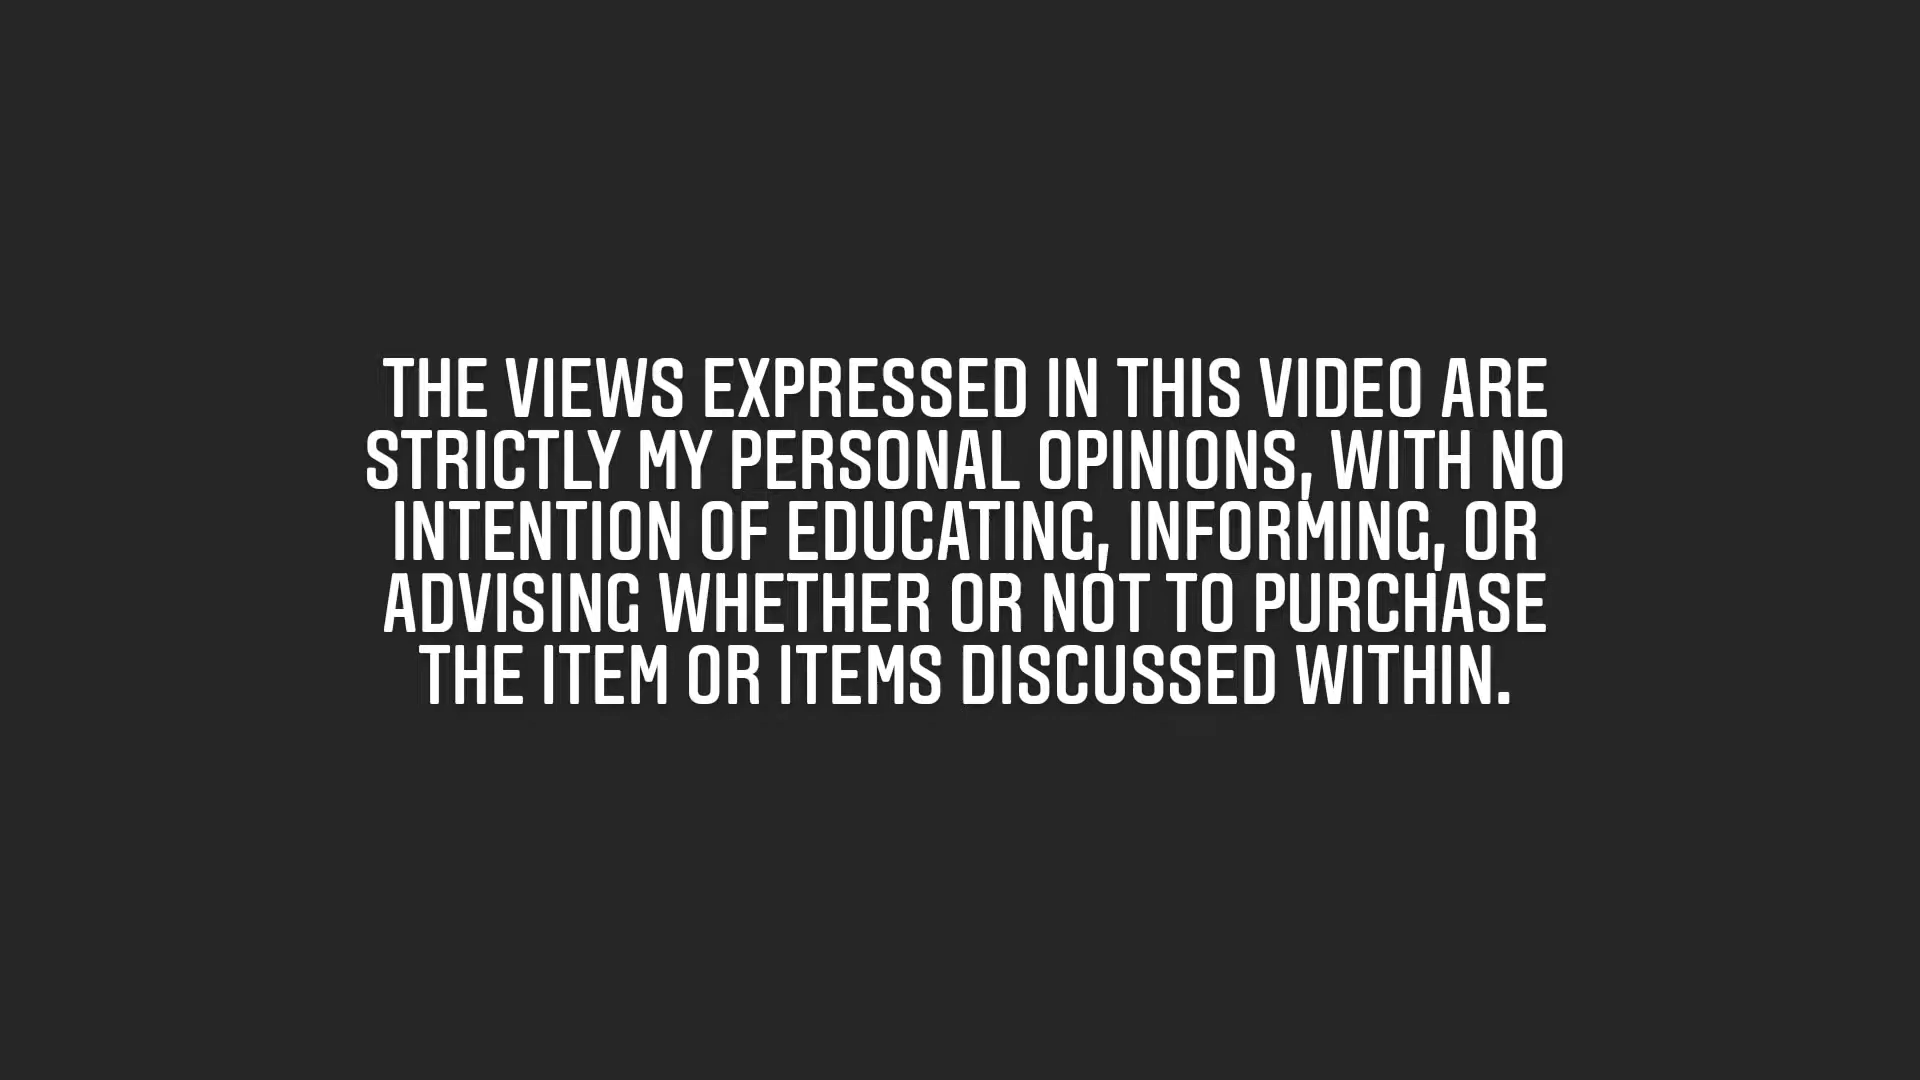 THE VIEWS EXPRESSED IN THIS VIDEO ARE
STRICTLY MY PERSONAL OPINIONS, WITH NO
INTENTION OF EDUCATING, INFORMING, OR
ADVISING WHETHER OR NOT TO PURCHASE
THE ITEM OR ITEMS DISCUSSED WITHIN.